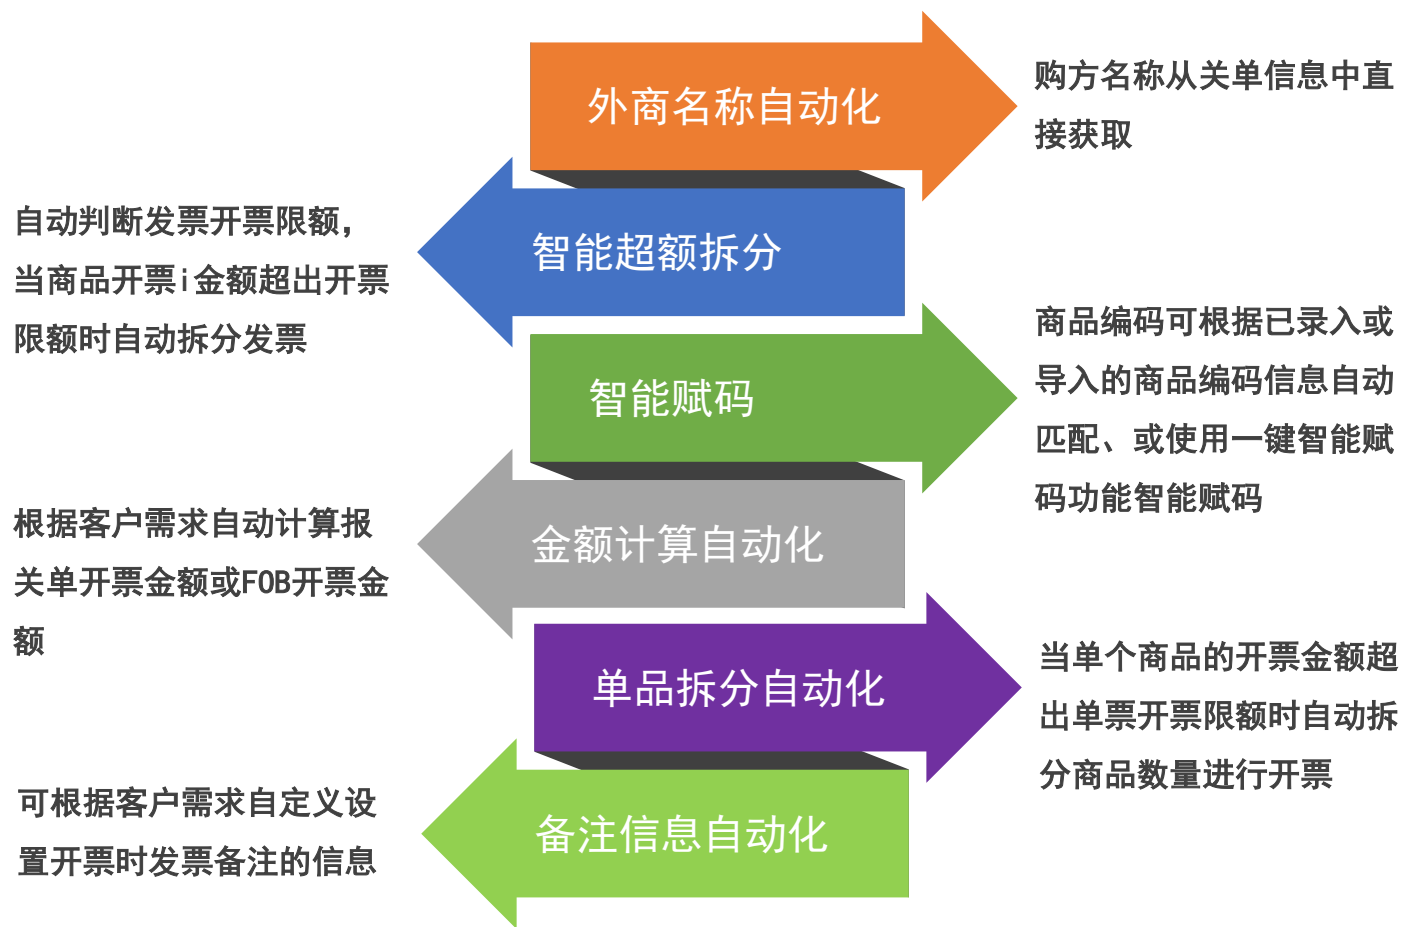 外商名称自动化
购方名称从关单信息中直
接获取
智能超额拆分
自动判断发票开票限额，
当商品开票i金额超出开票
限额时自动拆分发票
智能赋码
商品编码可根据已录入或
导入的商品编码信息自动
匹配、或使用一键智能赋
码功能智能赋码
金额计算自动化
根据客户需求自动计算报
关单开票金额或FOB开票金
额
单品拆分自动化
当单个商品的开票金额超
出单票开票限额时自动拆
分商品数量进行开票
备注信息自动化
可根据客户需求自定义设
置开票时发票备注的信息